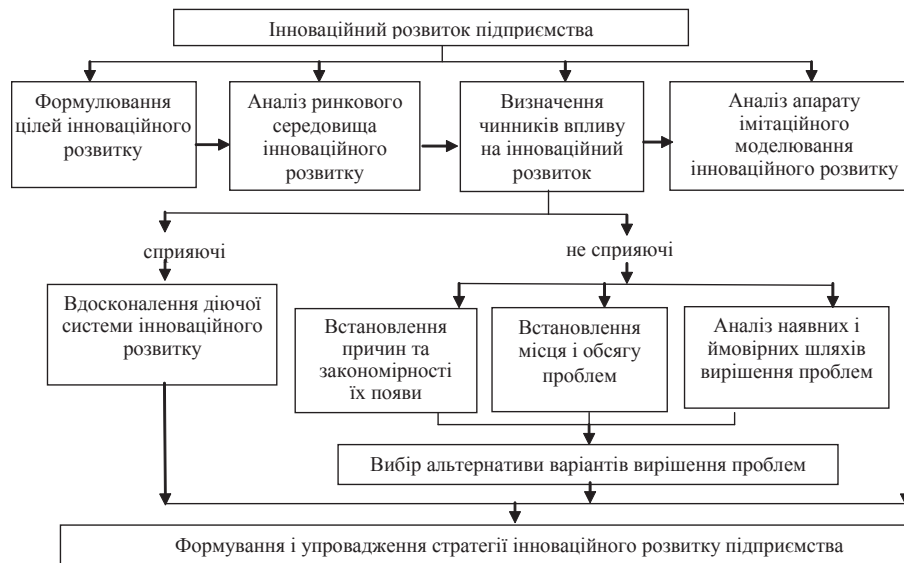 Інноваційний розвиток підприємства
Формулювання
цілей інноваційного
розвитку
Аналіз ринкового
середовища
інноваційного
розвитку
Визначення
чинників впливу
на інноваційний
розвиток
Аналіз апарату
імітаційного
моделювання
інноваційного розвитку
сприяючі
не сприяючі
Вдосконалення діючої
системи інноваційного
розвитку
Встановлення
причин та
закономірності
їх появи
Встановлення
місця і обсягу
проблем
Аналіз наявних і
ймовірних шляхів
вирішення проблем
Вибір альтернативи варіантів вирішення проблем
Формування і упровадження стратегії інноваційного розвитку підприємства